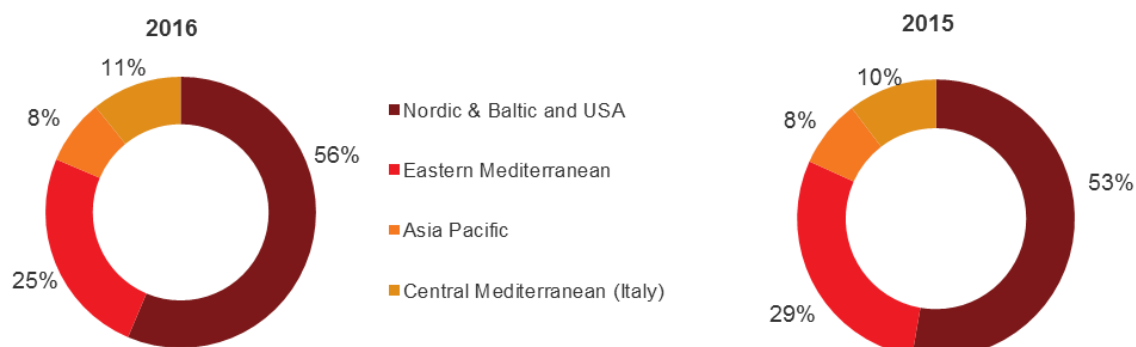 2016
11%
8%
56%
25%
Nordic & Baltic and USA
Eastern Mediterranean
Asia Pacific
Central Mediterranean (Italy)
2015
10%
8%
53%
29%